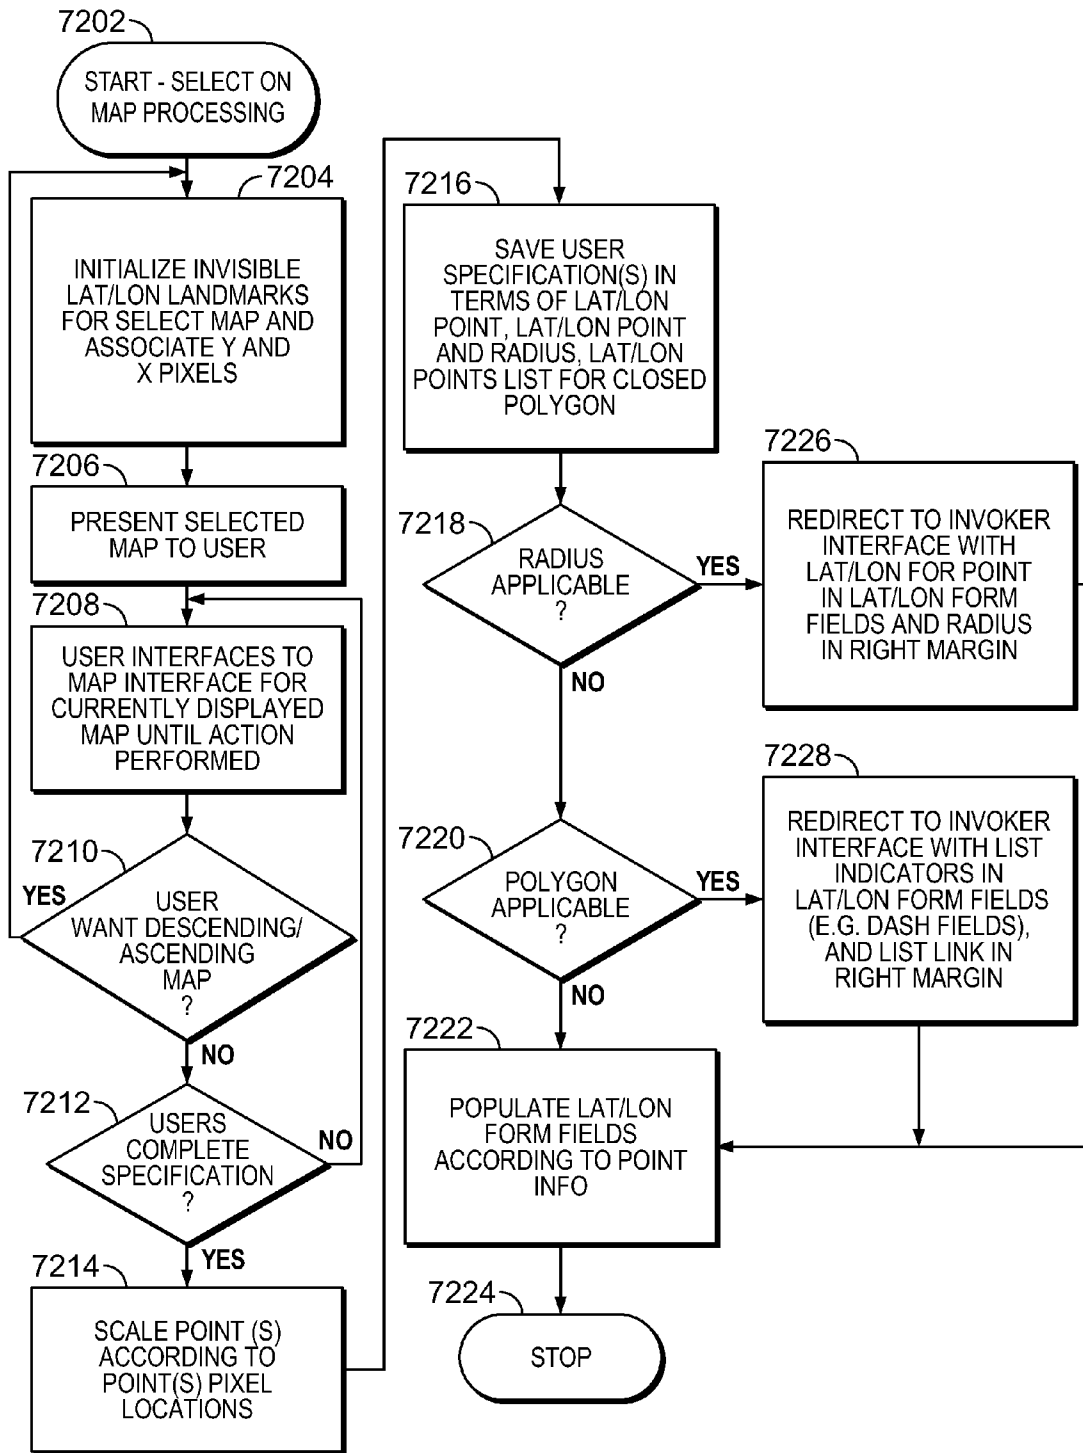 7202
START - SELECT ON
MAP PROCESSING
7204
INITIALIZE INVISIBLE
LAT/LON LANDMARKS
FOR SELECT MAP AND
ASSOCIATE Y AND
X PIXELS
7206
PRESENT SELECTED
MAP TO USER
7208
USER INTERFACES TO
MAP INTERFACE FOR
CURRENTLY DISPLAYED
MAP UNTIL ACTION
PERFORMED
7210
YES
USER
WANT DESCENDING/
ASCENDING
MAP
?
NO
7212
USERS
COMPLETE
SPECIFICATION
?
NO
YES
7214
SCALE POINT (S)
ACCORDING TO
POINT(S) PIXEL
LOCATIONS
7216
SAVE USER
SPECIFICATION(S) IN
TERMS OF LAT/LON
POINT, LAT/LON POINT
AND RADIUS, LAT/LON
POINTS LIST FOR CLOSED
POLYGON
7218
RADIUS
APPLICABLE
?
YES
NO
7226
REDIRECT TO INVOKER
INTERFACE WITH
LAT/LON FOR POINT
IN LAT/LON FORM
FIELDS AND RADIUS
IN RIGHT MARGIN
7220
POLYGON
APPLICABLE
?
YES
NO
7228
REDIRECT TO INVOKER
INTERFACE WITH LIST
INDICATORS IN
LAT/LON FORM FIELDS
(E.G. DASH FIELDS),
AND LIST LINK IN
RIGHT MARGIN
7222
POPULATE LAT/LON
FORM FIELDS
ACCORDING TO POINT
INFO
7224
STOP